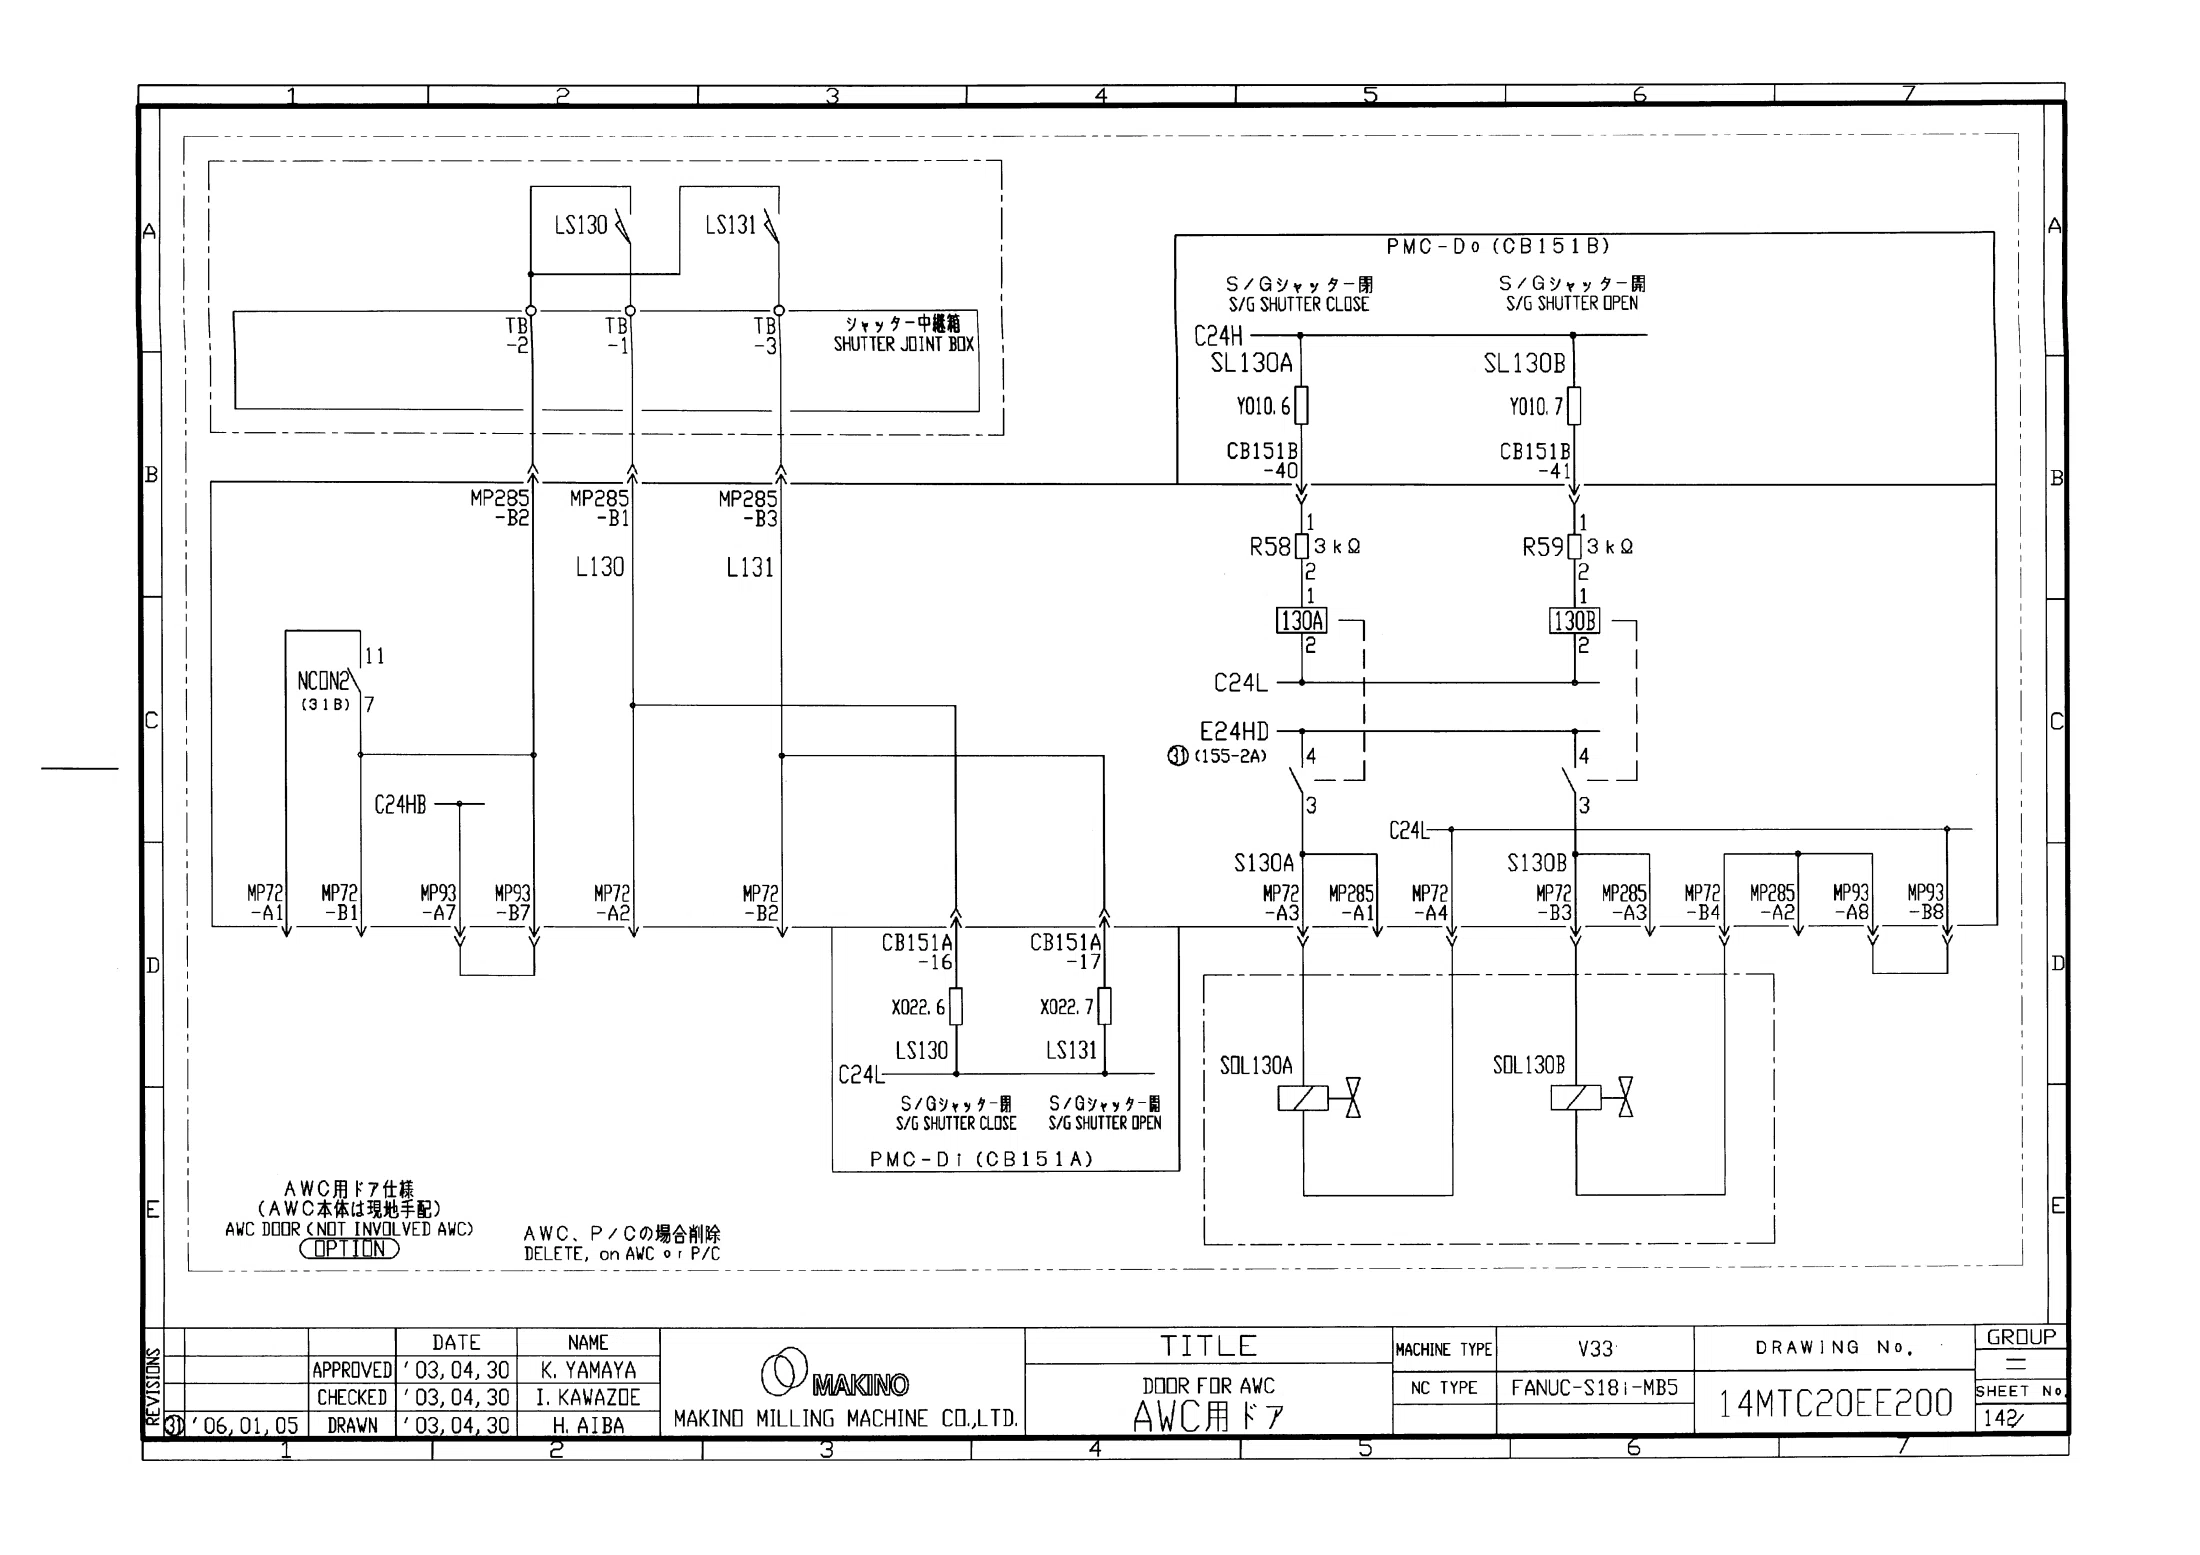 1 2 3 4 5 6 7
A
B
C
D
E
A
B
C
D
E
LS130
LS131
TB
-2
TB
-1
TB
-3
シャッター中継箱
SHUTTER JOINT BOX
MP285
-B2
MP285
-B1
MP285
-B3
L130
L131
11
NCON2
(31B)
7
C24HB
MP72
-A1
MP72
-B1
MP93
-A7
MP93
-B7
MP72
-A2
MP72
-B2
CB151A
-16
CB151A
-17
X022.6
X022.7
LS130
LS131
C24L
S/Gシャッター閉
S/G SHUTTER CLOSE
S/Gシャッター開
S/G SHUTTER OPEN
PMC-Di (CB151A)
PMC-Do (CB151B)
S/Gシャッター閉
S/G SHUTTER CLOSE
S/Gシャッター開
S/G SHUTTER OPEN
C24H
SL130A
SL130B
Y010.6
Y010.7
CB151B
-40
CB151B
-41
1
R58 3kΩ
2
1
R59 3kΩ
2
1
130A
2
1
130B
2
C24L
E24HD
㉛ (155-2A)
4
3
4
3
C24L
S130A
S130B
MP72
-A3
MP285
-A1
MP72
-A4
MP72
-B3
MP285
-A3
MP72
-B4
MP285
-A2
MP93
-A8
MP93
-B8
SOL130A
SOL130B
AWC用ドア仕様
(AWC本体は現地手配)
AWC DOOR (NOT INVOLVED AWC)
OPTION
AWC、P/Cの場合削除
DELETE, on AWC or P/C
REVISIONS
㉛ '06,01,05
DATE NAME
APPROVED '03,04,30 K. YAMAYA
CHECKED '03,04,30 I. KAWAZOE
DRAWN '03,04,30 H. AIBA
MAKINO
MAKINO MILLING MACHINE CO.,LTD.
TITLE
DOOR FOR AWC
AWC用ドア
MACHINE TYPE V33
NC TYPE FANUC-S18i-MB5
DRAWING No.
14MTC20EE200
GROUP
二
SHEET No.
142/
1 2 3 4 5 6 7